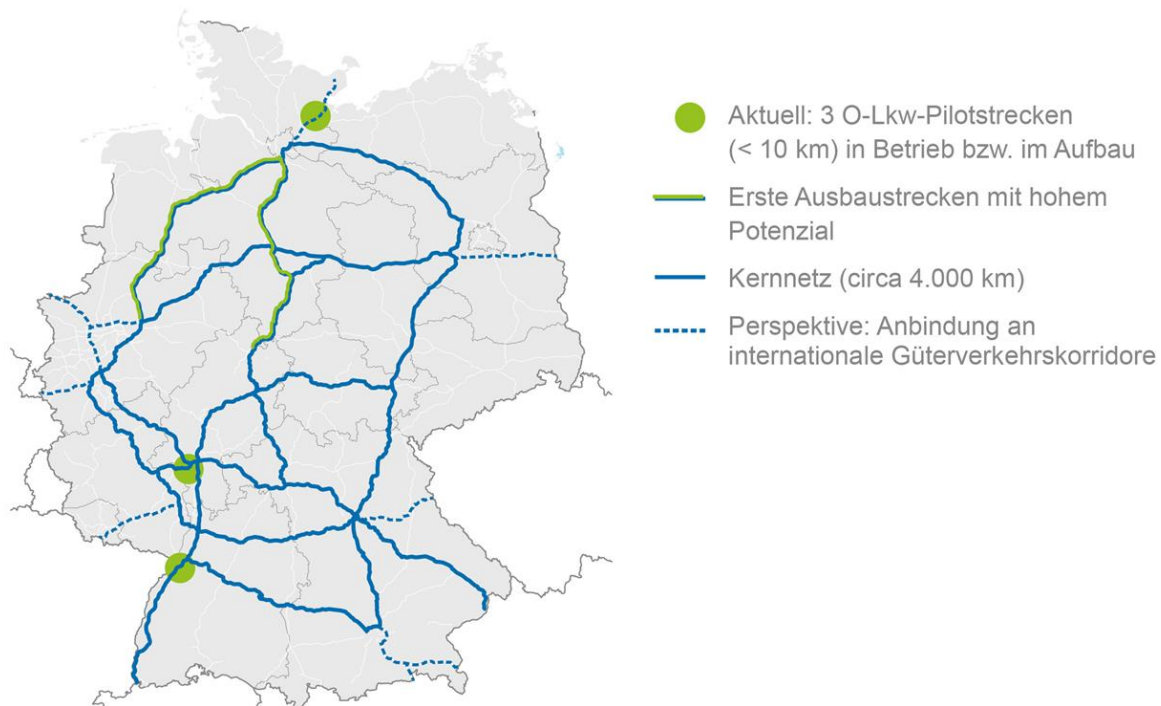 Aktuell: 3 O-Lkw-Pilotstrecken
(< 10 km) in Betrieb bzw. im Aufbau
Erste Ausbaustrecken mit hohem
Potenzial
Kernnetz (circa 4.000 km)
Perspektive: Anbindung an
internationale Güterverkehrskorridore